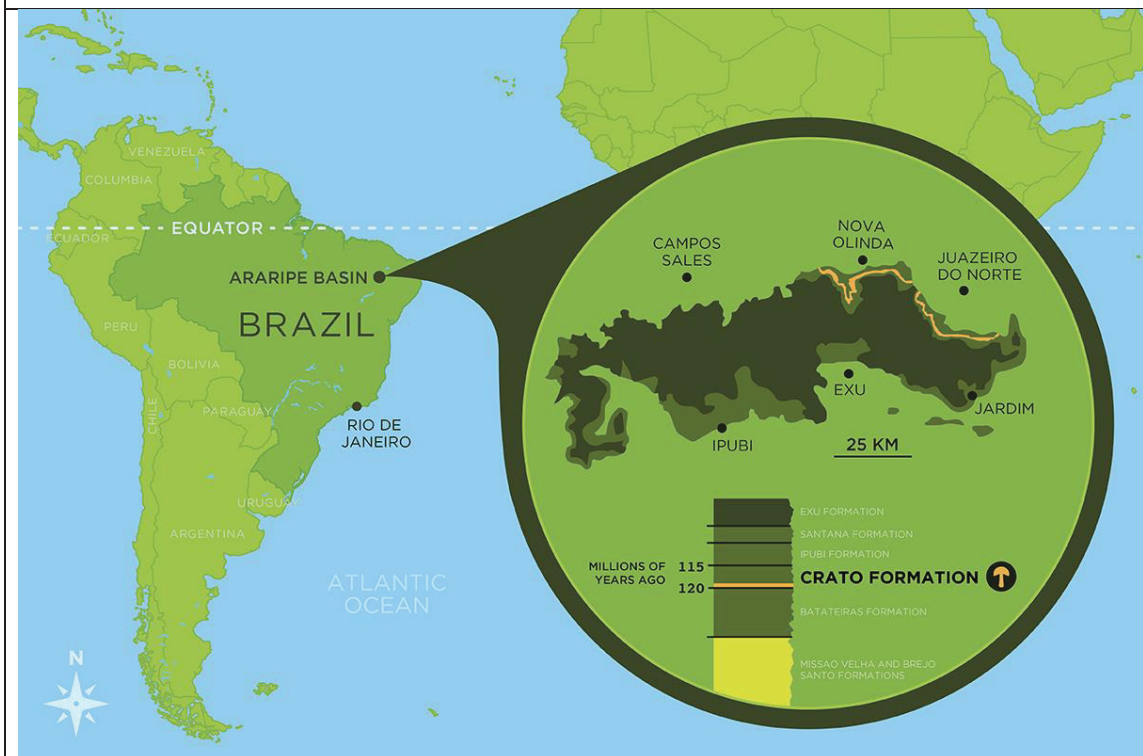 VENEZUELA
COLUMBIA
EQUATOR
ECUADOR
ARARIPE BASIN
BRAZIL
PERU
BOLIVIA
CHILE
PARAGUAY
RIO DE
JANEIRO
URUGUAY
ARGENTINA
ATLANTIC
OCEAN
N
CAMPOS
SALES
NOVA
OLINDA
JUAZEIRO
DO NORTE
EXU
JARDIM
IPUBI
25 KM
EXU FORMATION
SANTANA FORMATION
IPUBI FORMATION
MILLIONS OF
YEARS AGO
115
120
CRATO FORMATION
BATATEIRAS FORMATION
MISSAO VELHA AND BREJO
SANTO FORMATIONS